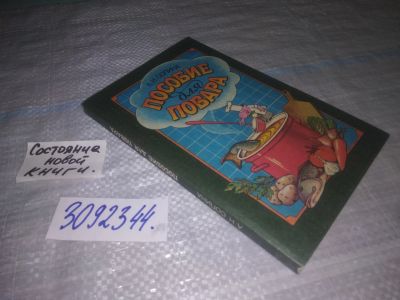 ПОСОБИЕ
для
ПОВАРА
Состояние
новой
книги.
3092344.